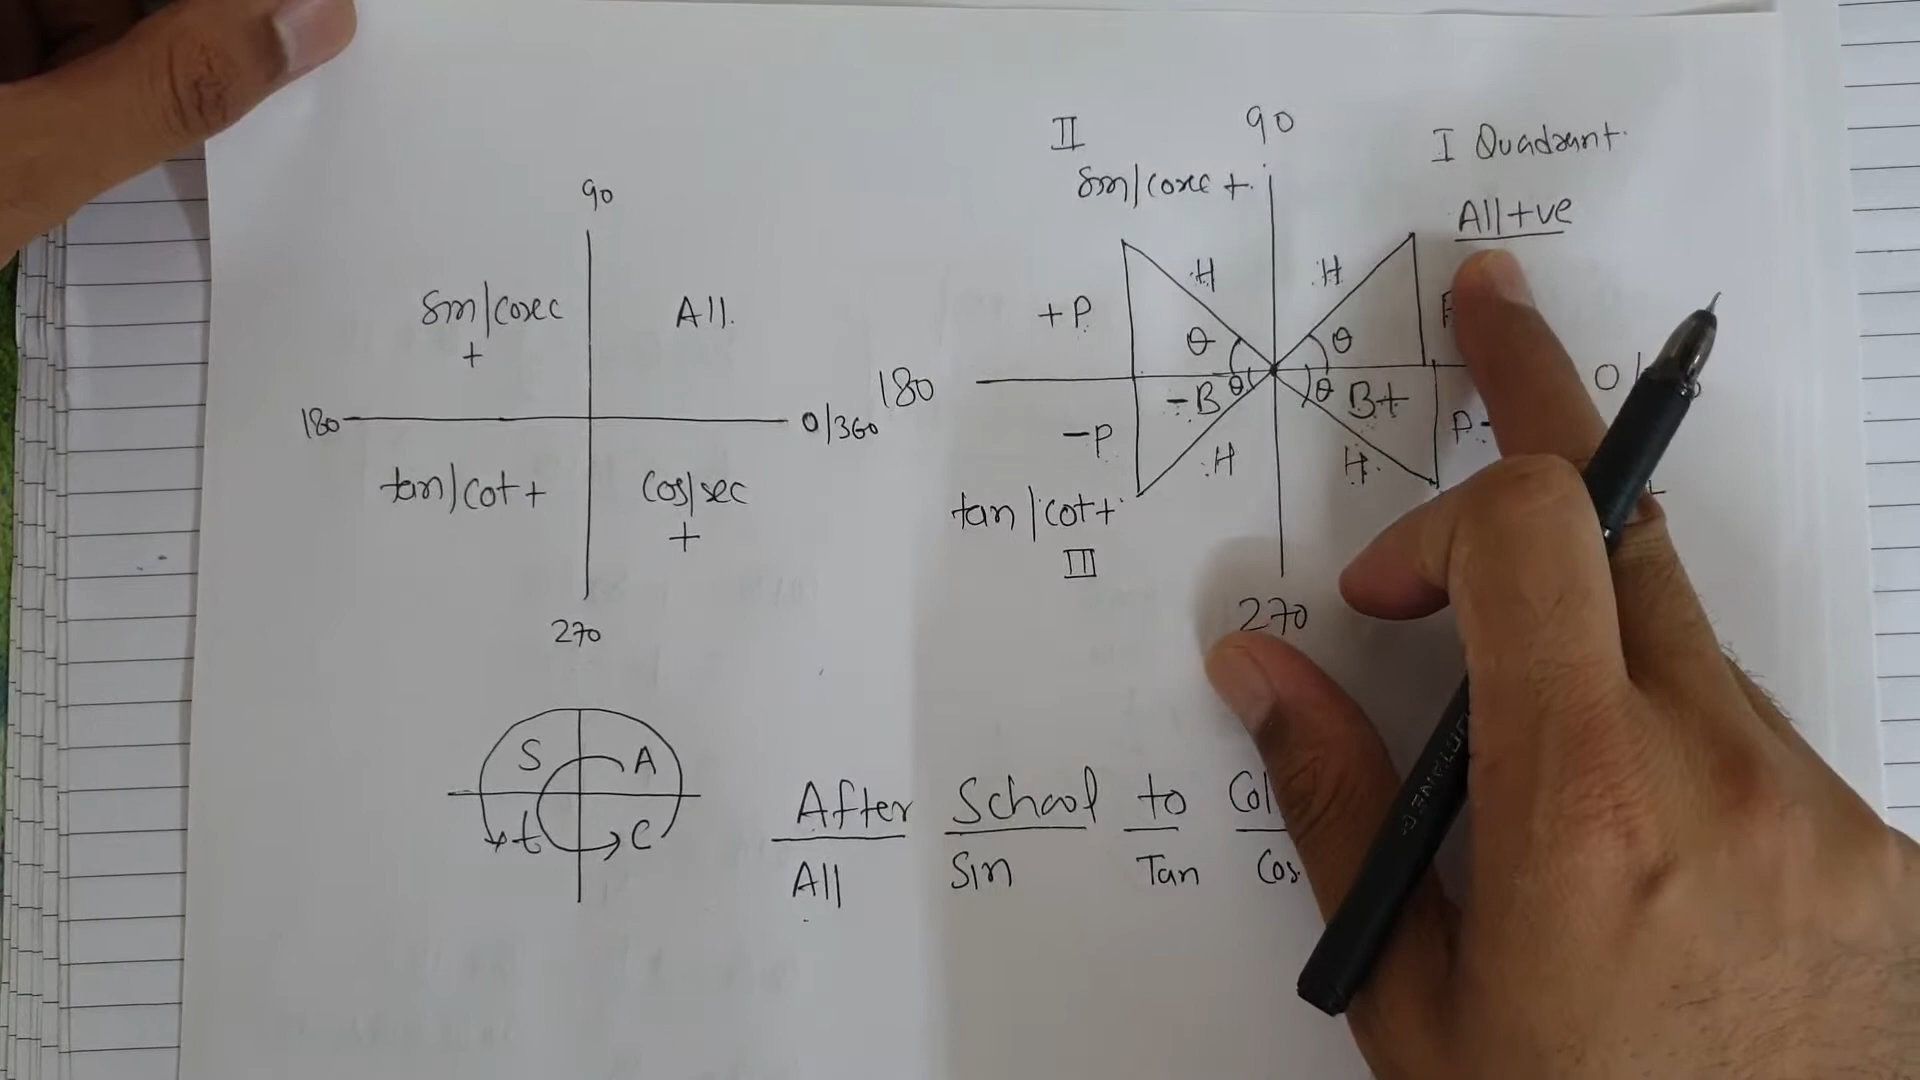 90
sin/cosec
+
All.
180
0/360
tan/cot +
cos/sec
+
270
II
90
I Quadrant.
sin/cosec +.
All +ve
+P
H
H
θ
θ
180
-B
θ
θ
B+
-P
H
H.
P-
tan/cot+
III
270
S
A
t
C
After School to
All Sin Tan Cos.